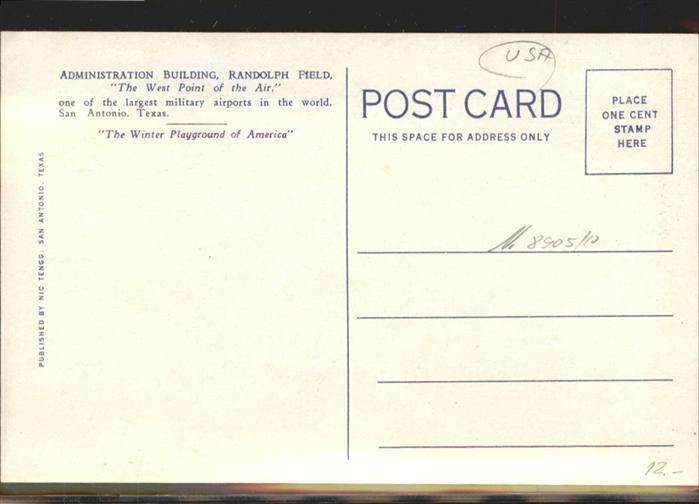 ADMINISTRATION BUILDING, RANDOLPH FIELD,
"The West Point of the Air,"
one of the largest military airports in the world,
San Antonio, Texas.
"The Winter Playground of America"
PUBLISHED BY NIC TENGG, SAN ANTONIO, TEXAS
USA
POST CARD
THIS SPACE FOR ADDRESS ONLY
PLACE
ONE CENT
STAMP
HERE
8905/10
12.-